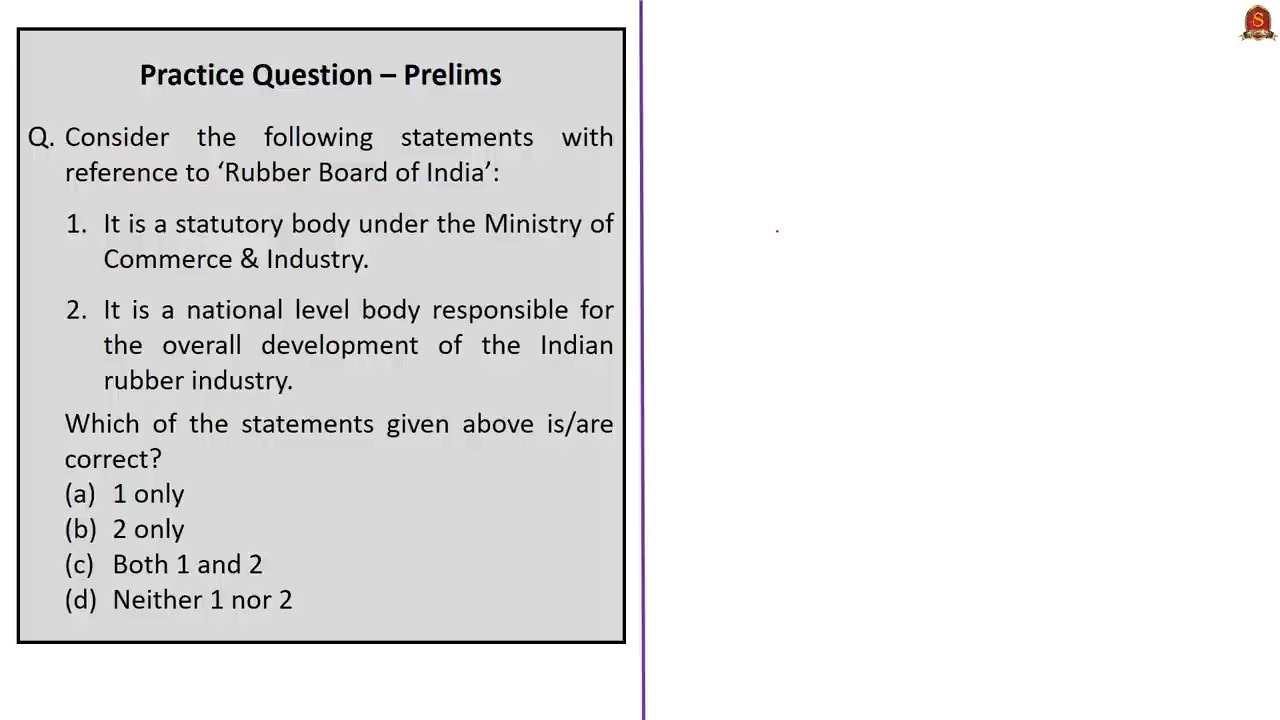 Practice Question – Prelims
Q. Consider the following statements with
reference to ‘Rubber Board of India’:
1. It is a statutory body under the Ministry of
Commerce & Industry.
2. It is a national level body responsible for
the overall development of the Indian
rubber industry.
Which of the statements given above is/are
correct?
(a) 1 only
(b) 2 only
(c) Both 1 and 2
(d) Neither 1 nor 2
S